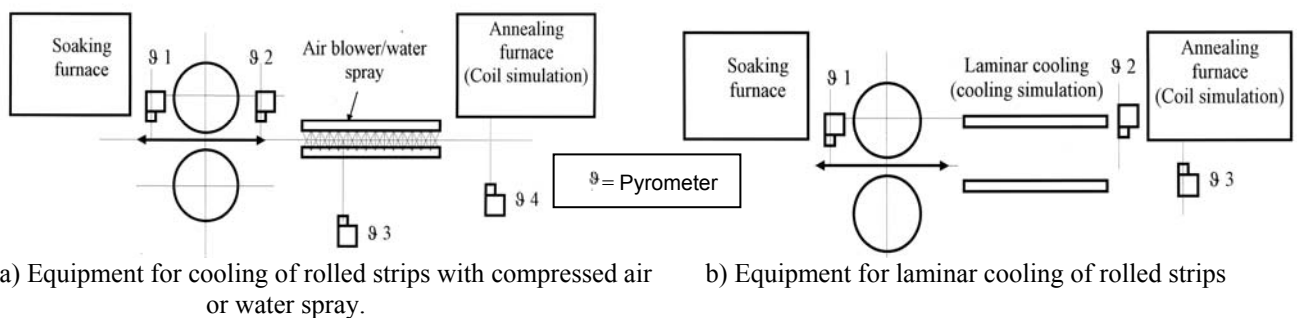 Soaking
furnace
ϑ 1
ϑ 2
Air blower/water
spray
Annealing
furnace
(Coil simulation)
ϑ 3
ϑ 4
ϑ = Pyrometer
Soaking
furnace
ϑ 1
Laminar cooling
(cooling simulation)
ϑ 2
Annealing
furnace
(Coil simulation)
ϑ 3
a) Equipment for cooling of rolled strips with compressed air
or water spray.
b) Equipment for laminar cooling of rolled strips